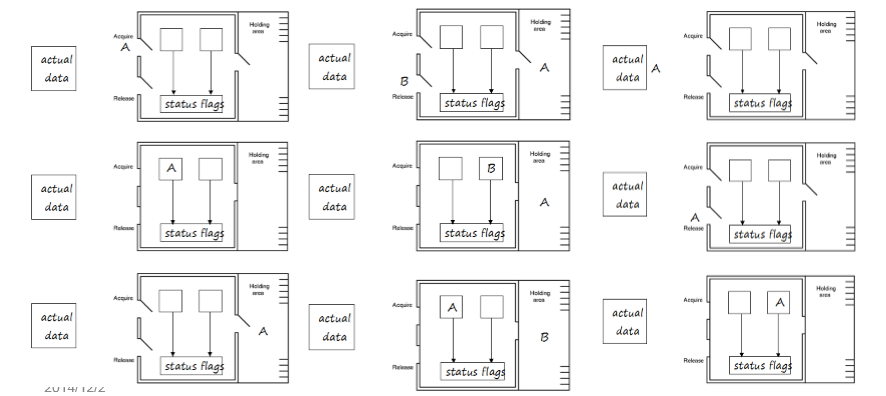 actual
data
Acquire
A
Release
status flags
Holding
area
actual
data
Acquire
B
Release
status flags
Holding
area
A
actual
data
A
Acquire
Release
status flags
Holding
area
actual
data
Acquire
Release
A
status flags
Holding
area
actual
data
Acquire
Release
B
status flags
Holding
area
A
actual
data
Acquire
A
Release
status flags
Holding
area
actual
data
Acquire
Release
status flags
Holding
area
A
actual
data
Acquire
Release
A
status flags
Holding
area
B
actual
data
Acquire
Release
A
status flags
Holding
area
2014/12/2